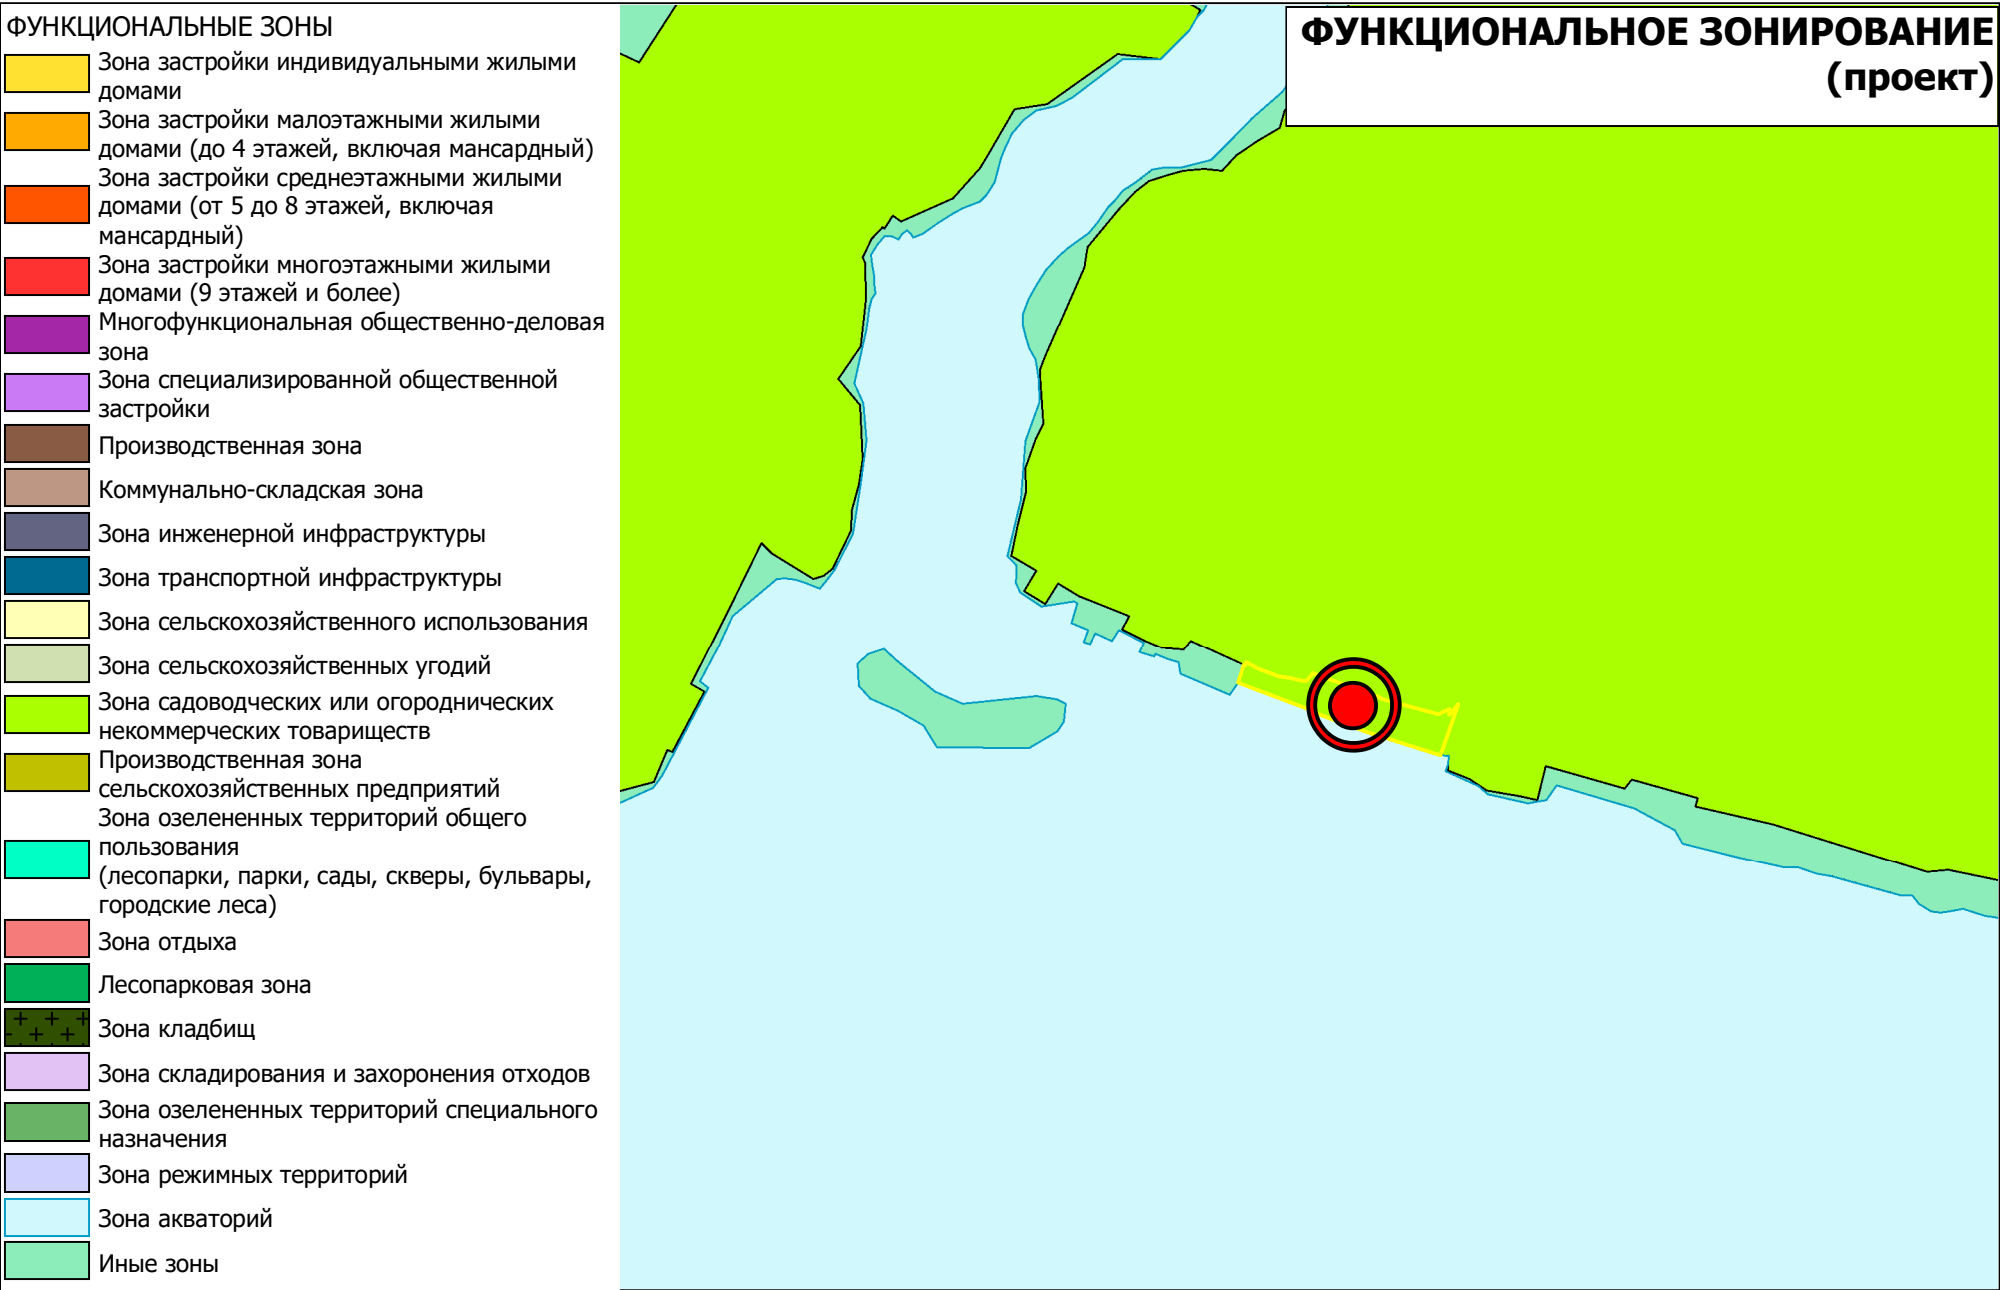 ФУНКЦИОНАЛЬНЫЕ ЗОНЫ
Зона застройки индивидуальными жилыми
домами
Зона застройки малоэтажными жилыми
домами (до 4 этажей, включая мансардный)
Зона застройки среднеэтажными жилыми
домами (от 5 до 8 этажей, включая
мансардный)
Зона застройки многоэтажными жилыми
домами (9 этажей и более)
Многофункциональная общественно-деловая
зона
Зона специализированной общественной
застройки
Производственная зона
Коммунально-складская зона
Зона инженерной инфраструктуры
Зона транспортной инфраструктуры
Зона сельскохозяйственного использования
Зона сельскохозяйственных угодий
Зона садоводческих или огороднических
некоммерческих товариществ
Производственная зона
сельскохозяйственных предприятий
Зона озелененных территорий общего
пользования
(лесопарки, парки, сады, скверы, бульвары,
городские леса)
Зона отдыха
Лесопарковая зона
Зона кладбищ
Зона складирования и захоронения отходов
Зона озелененных территорий специального
назначения
Зона режимных территорий
Зона акваторий
Иные зоны
ФУНКЦИОНАЛЬНОЕ ЗОНИРОВАНИЕ
(проект)